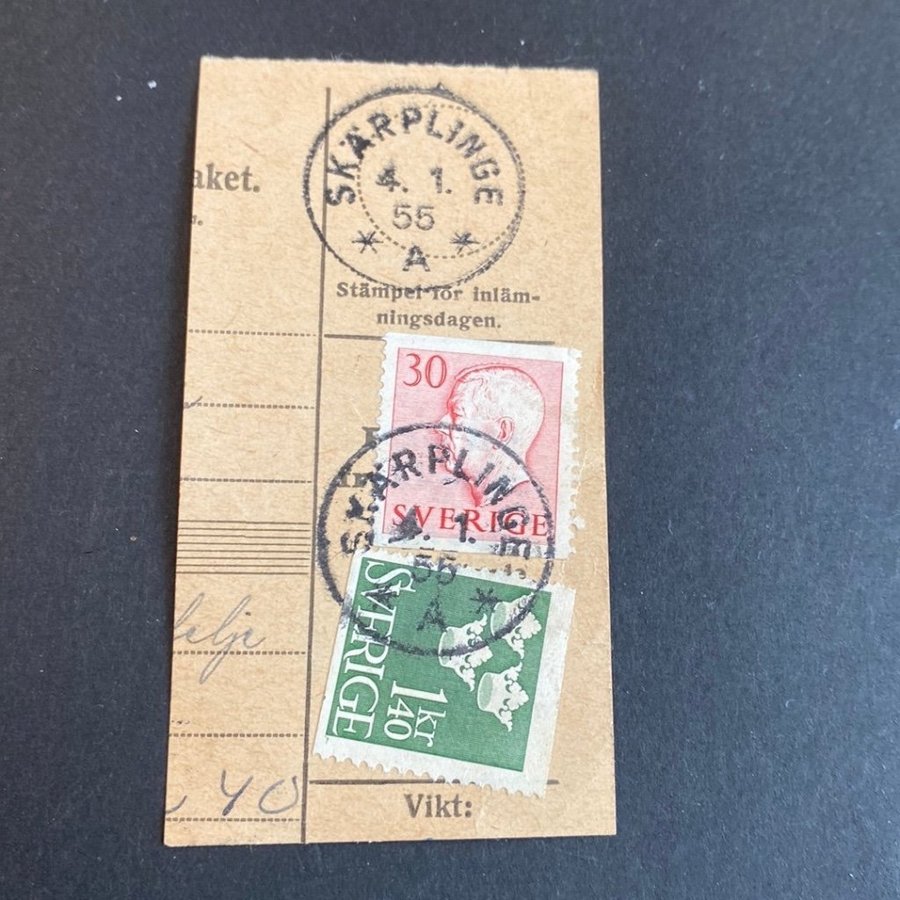 SKÄRPLINGE
4. 1.
55
* A *
aket.
Stämpel för inläm-
ningsdagen.
30
SVERIGE
SKÄRPLINGE
4. 1.
55
* A *
SVERIGE
1 kr
40
40
Vikt: